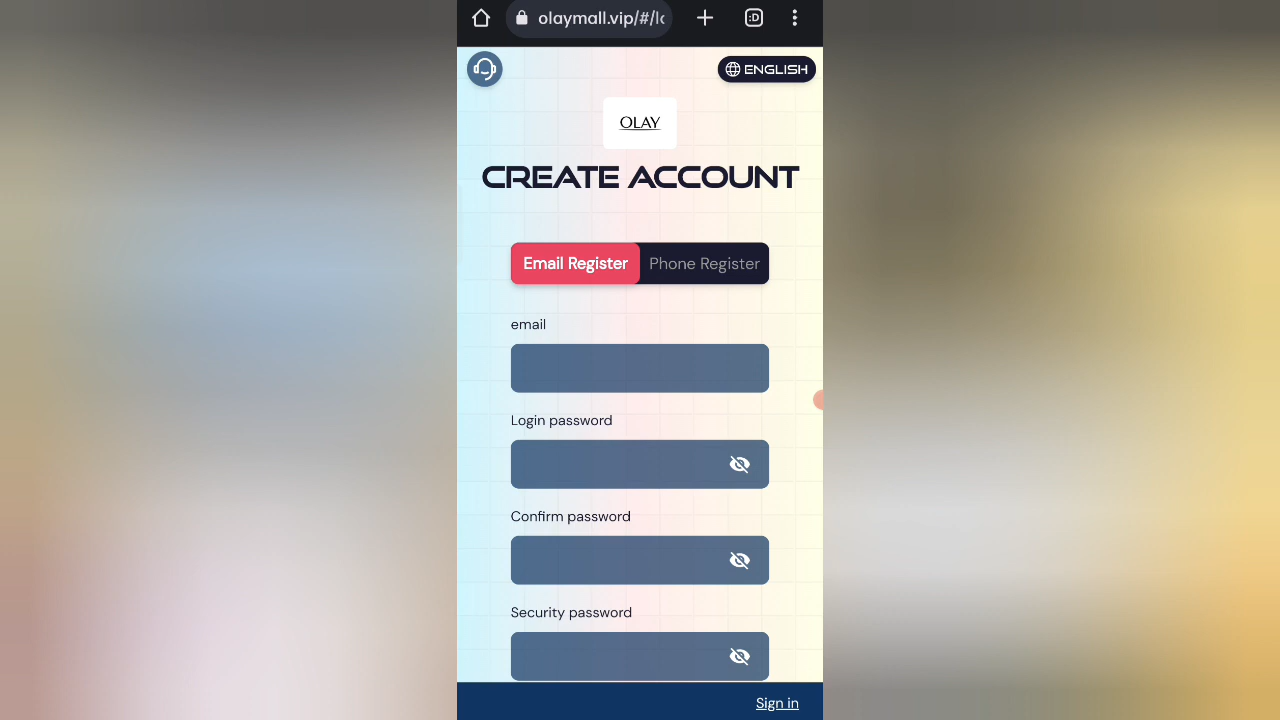 olaymall.vip/#/lo
:D
ENGLISH
OLAY
CREATE ACCOUNT
Email Register
Phone Register
email
Login password
Confirm password
Security password
Sign in